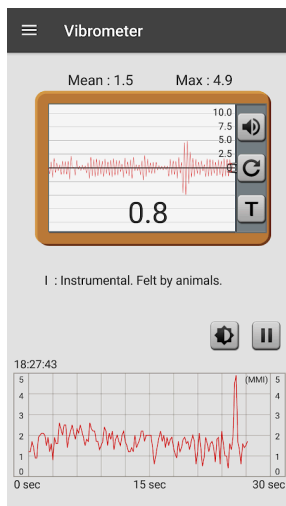 Vibrometer
Mean : 1.5 Max : 4.9
10.0
7.5
5.0
2.5
T
0.8
I : Instrumental. Felt by animals.
18:27:43
(MMI)
5 5
4 4
3 3
2 2
1 1
0 0
0 sec 15 sec 30 sec